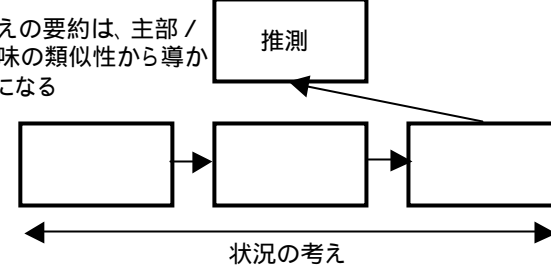 えの要約は、主部 /
味の類似性から導か
になる
推測
状況の考え